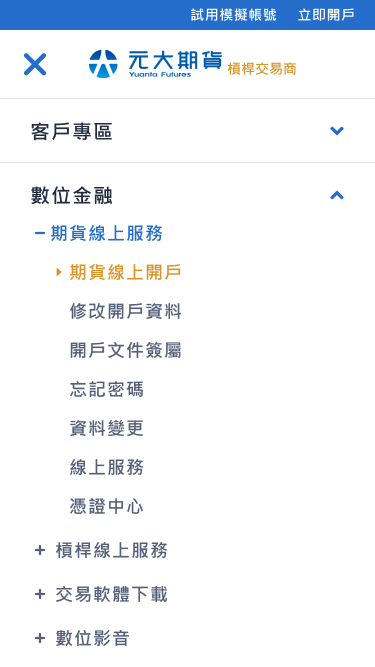 試用模擬帳號 立即開戶
元大期貨 槓桿交易商
Yuanta Futures
客戶專區
數位金融
期貨線上服務
期貨線上開戶
修改開戶資料
開戶文件簽屬
忘記密碼
資料變更
線上服務
憑證中心
槓桿線上服務
交易軟體下載
數位影音